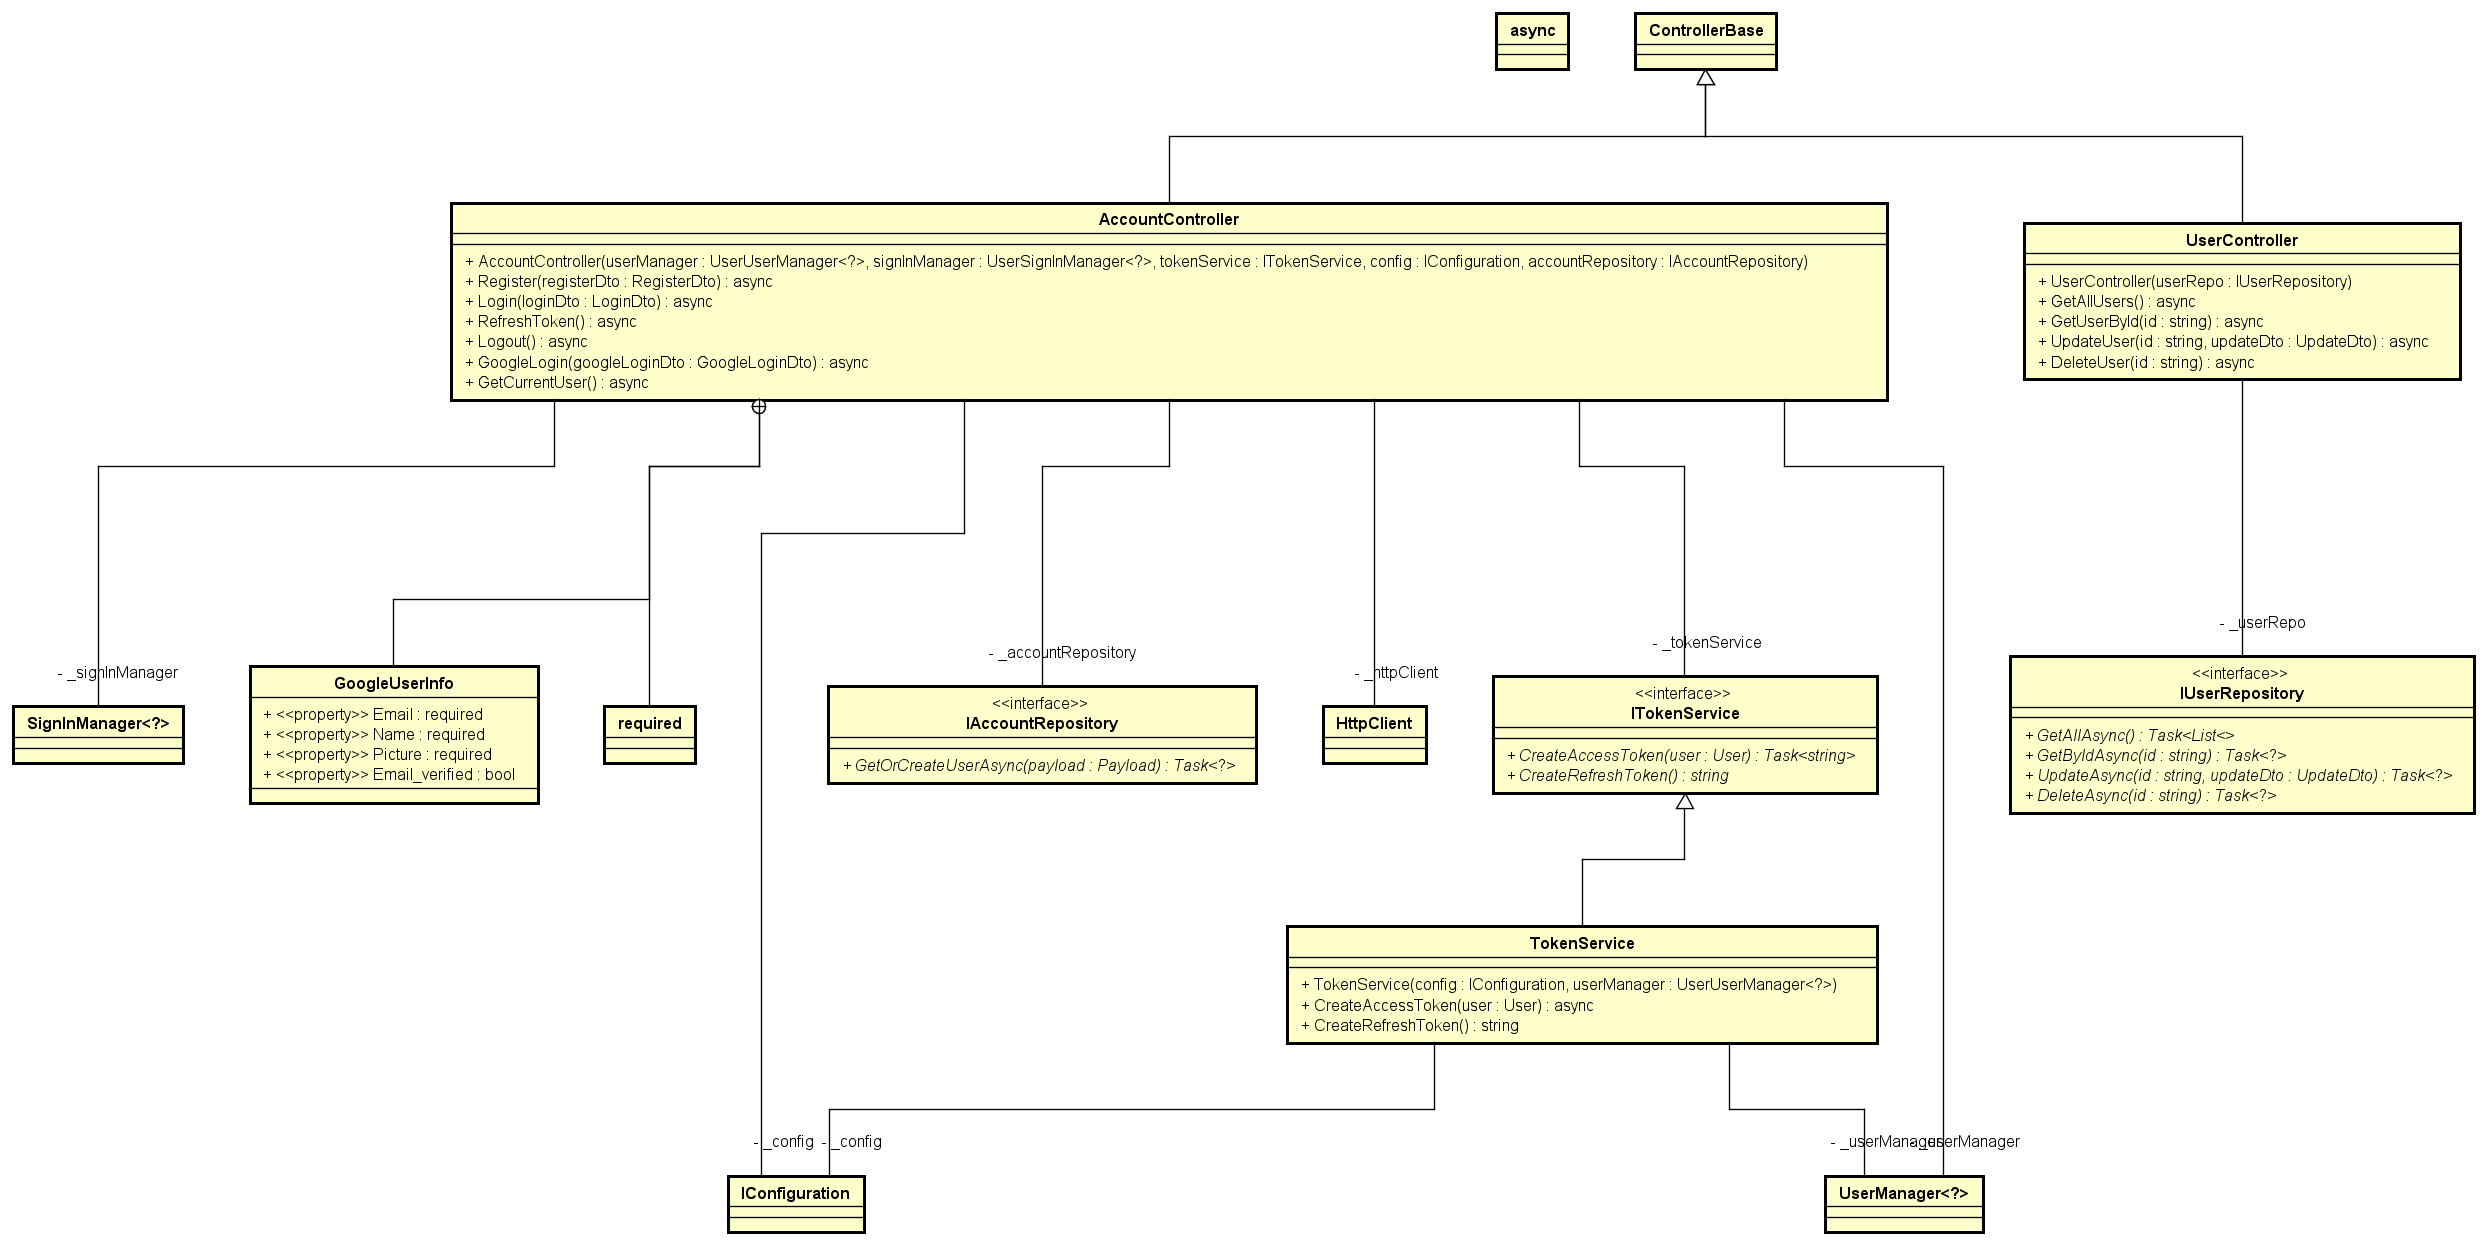 async
ControllerBase
AccountController
+ AccountController(userManager : UserUserManager<?>, signInManager : UserSignInManager<?>, tokenService : ITokenService, config : IConfiguration, accountRepository : IAccountRepository)
+ Register(registerDto : RegisterDto) : async
+ Login(loginDto : LoginDto) : async
+ RefreshToken() : async
+ Logout() : async
+ GoogleLogin(googleLoginDto : GoogleLoginDto) : async
+ GetCurrentUser() : async
UserController
+ UserController(userRepo : IUserRepository)
+ GetAllUsers() : async
+ GetUserById(id : string) : async
+ UpdateUser(id : string, updateDto : UpdateDto) : async
+ DeleteUser(id : string) : async
- _signInManager
- _accountRepository
- _httpClient
- _tokenService
- _userRepo
SignInManager<?>
GoogleUserInfo
+ <<property>> Email : required
+ <<property>> Name : required
+ <<property>> Picture : required
+ <<property>> Email_verified : bool
required
<<interface>>
IAccountRepository
+ GetOrCreateUserAsync(payload : Payload) : Task<?>
HttpClient
<<interface>>
ITokenService
+ CreateAccessToken(user : User) : Task<string>
+ CreateRefreshToken() : string
<<interface>>
IUserRepository
+ GetAllAsync() : Task<List<>
+ GetByIdAsync(id : string) : Task<?>
+ UpdateAsync(id : string, updateDto : UpdateDto) : Task<?>
+ DeleteAsync(id : string) : Task<?>
TokenService
+ TokenService(config : IConfiguration, userManager : UserUserManager<?>)
+ CreateAccessToken(user : User) : async
+ CreateRefreshToken() : string
- _config
- _config
- _userManager
- _userManager
IConfiguration
UserManager<?>